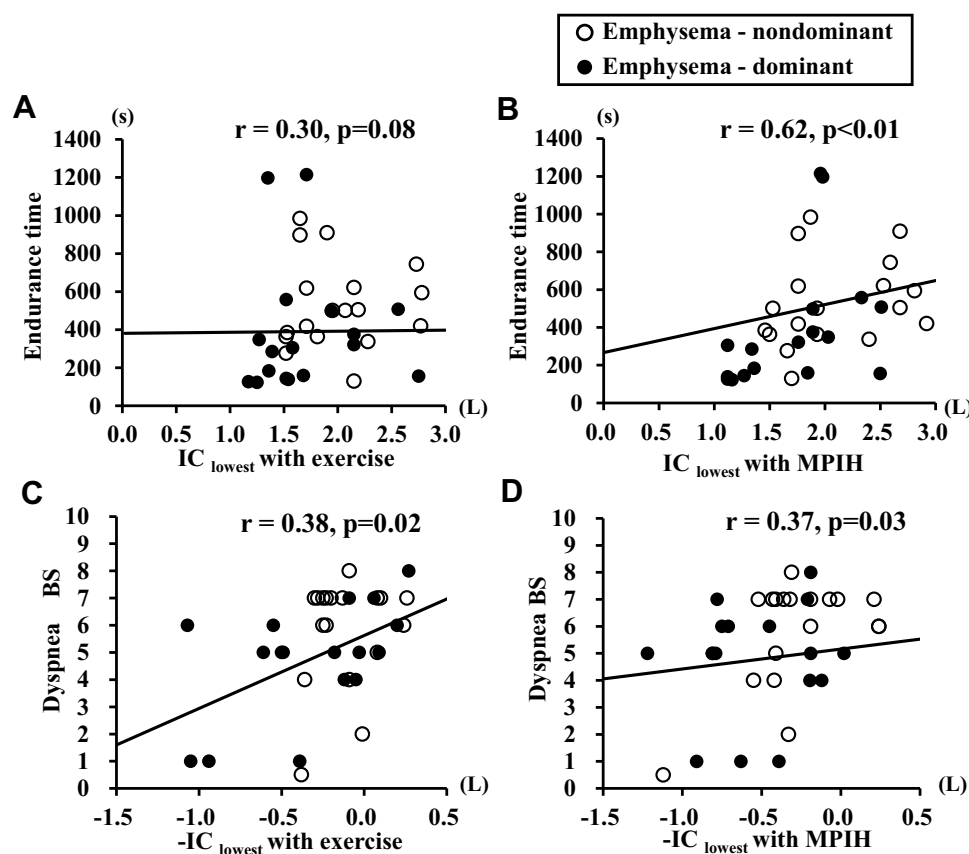 Emphysema - nondominant
Emphysema - dominant
A
(s)
r = 0.30, p=0.08
Endurance time
1400
1200
1000
800
600
400
200
0
(L)
0.0 0.5 1.0 1.5 2.0 2.5 3.0
IC lowest with exercise
B
(s)
r = 0.62, p<0.01
Endurance time
1400
1200
1000
800
600
400
200
0
(L)
0.0 0.5 1.0 1.5 2.0 2.5 3.0
IC lowest with MPIH
C
r = 0.38, p=0.02
Dyspnea BS
10
9
8
7
6
5
4
3
2
1
0
(L)
-1.5 -1.0 -0.5 0.0 0.5
-IC lowest with exercise
D
r = 0.37, p=0.03
Dyspnea BS
10
9
8
7
6
5
4
3
2
1
0
(L)
-1.5 -1.0 -0.5 0.0 0.5
-IC lowest with MPIH